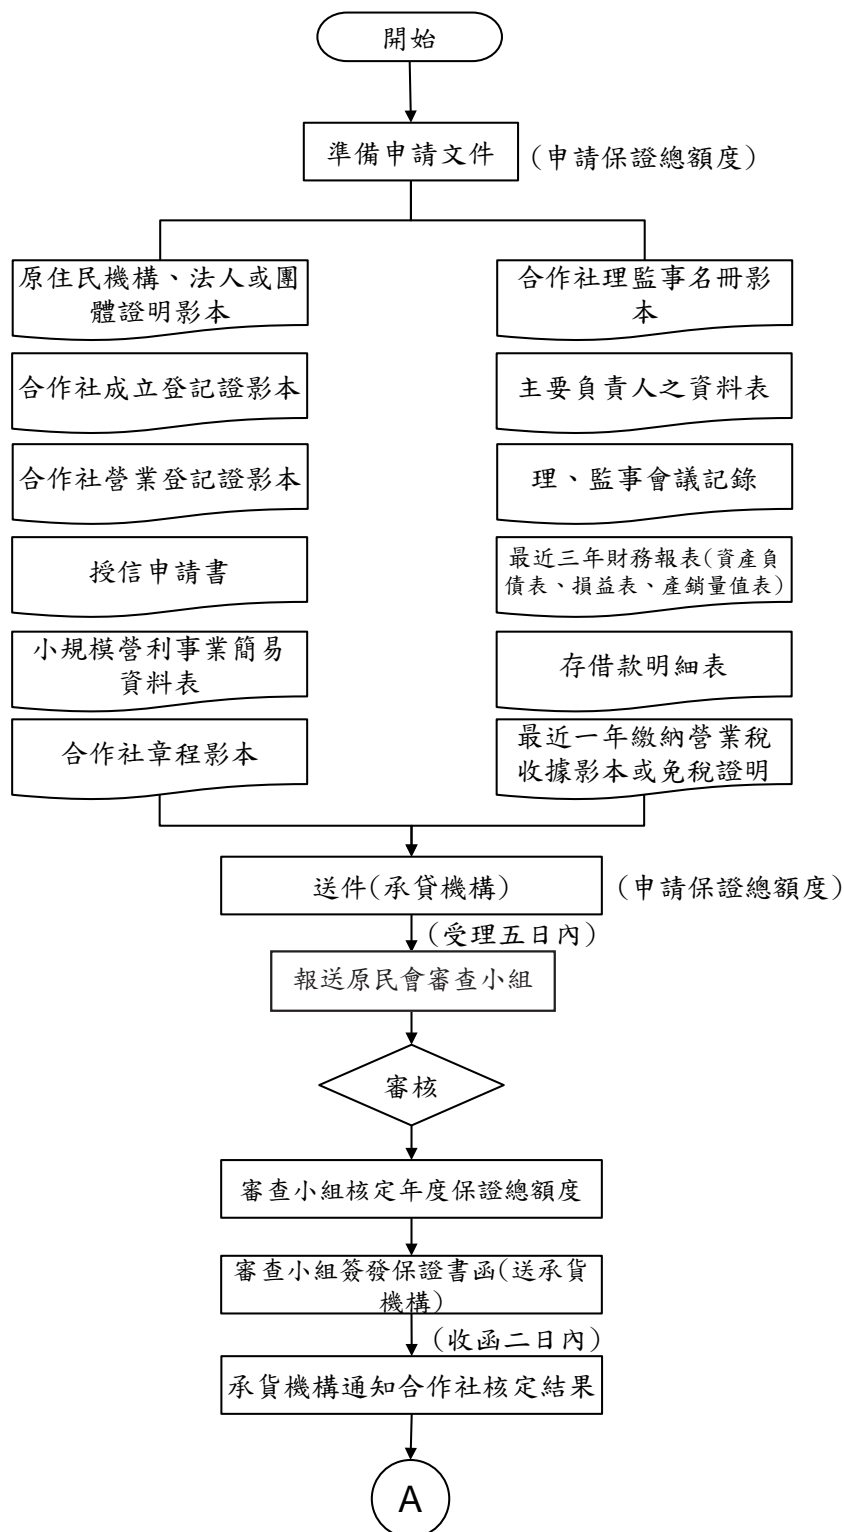 開始
準備申請文件
(申請保證總額度)
原住民機構、法人或團
體證明影本
合作社成立登記證影本
合作社營業登記證影本
授信申請書
小規模營利事業簡易
資料表
合作社章程影本
合作社理監事名冊影
本
主要負責人之資料表
理、監事會議記錄
最近三年財務報表(資產負
債表、損益表、產銷量值表)
存借款明細表
最近一年繳納營業稅
收據影本或免稅證明
送件(承貸機構)
(申請保證總額度)
(受理五日內)
報送原民會審查小組
審核
審查小組核定年度保證總額度
審查小組簽發保證書函(送承貨
機構)
(收函二日內)
承貨機構通知合作社核定結果
A